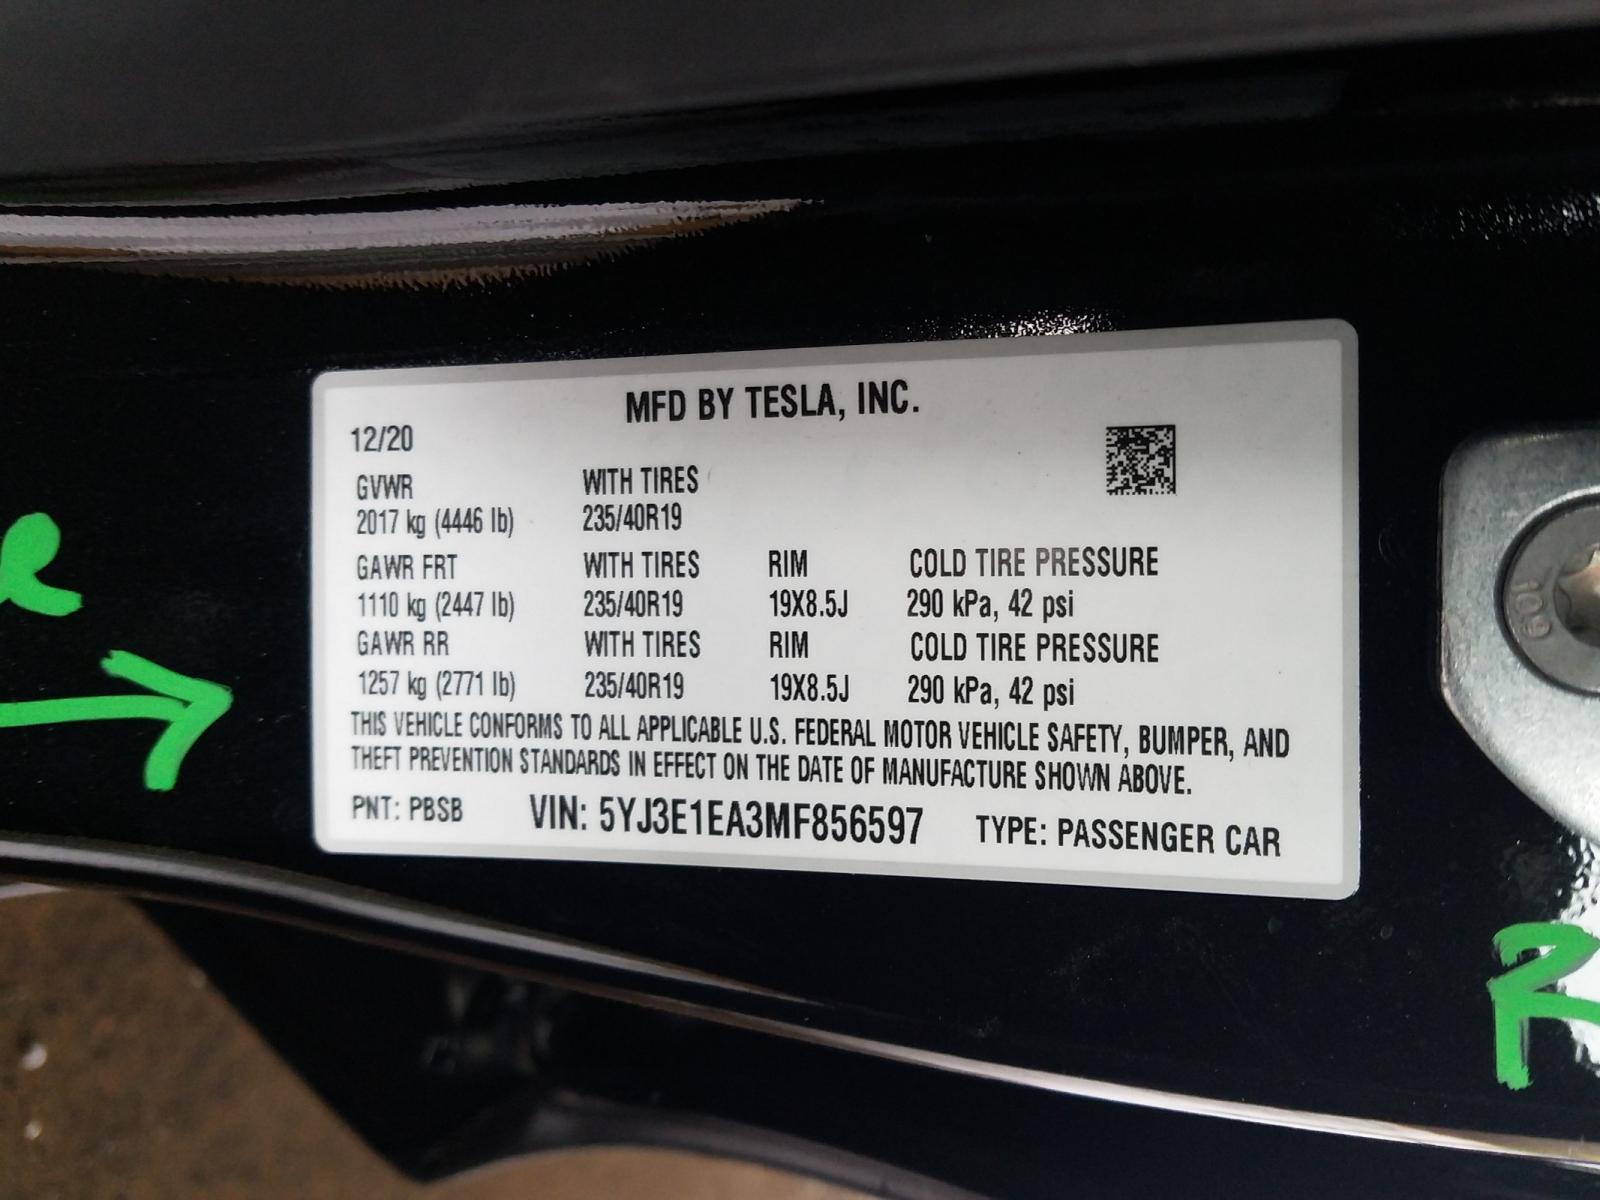 MFD BY TESLA, INC.
12/20
GVWR WITH TIRES
2017 kg (4446 lb) 235/40R19
GAWR FRT WITH TIRES RIM COLD TIRE PRESSURE
1110 kg (2447 lb) 235/40R19 19X8.5J 290 kPa, 42 psi
GAWR RR WITH TIRES RIM COLD TIRE PRESSURE
1257 kg (2771 lb) 235/40R19 19X8.5J 290 kPa, 42 psi
THIS VEHICLE CONFORMS TO ALL APPLICABLE U.S. FEDERAL MOTOR VEHICLE SAFETY, BUMPER, AND
THEFT PREVENTION STANDARDS IN EFFECT ON THE DATE OF MANUFACTURE SHOWN ABOVE.
PNT: PBSB VIN: 5YJ3E1EA3MF856597 TYPE: PASSENGER CAR
109